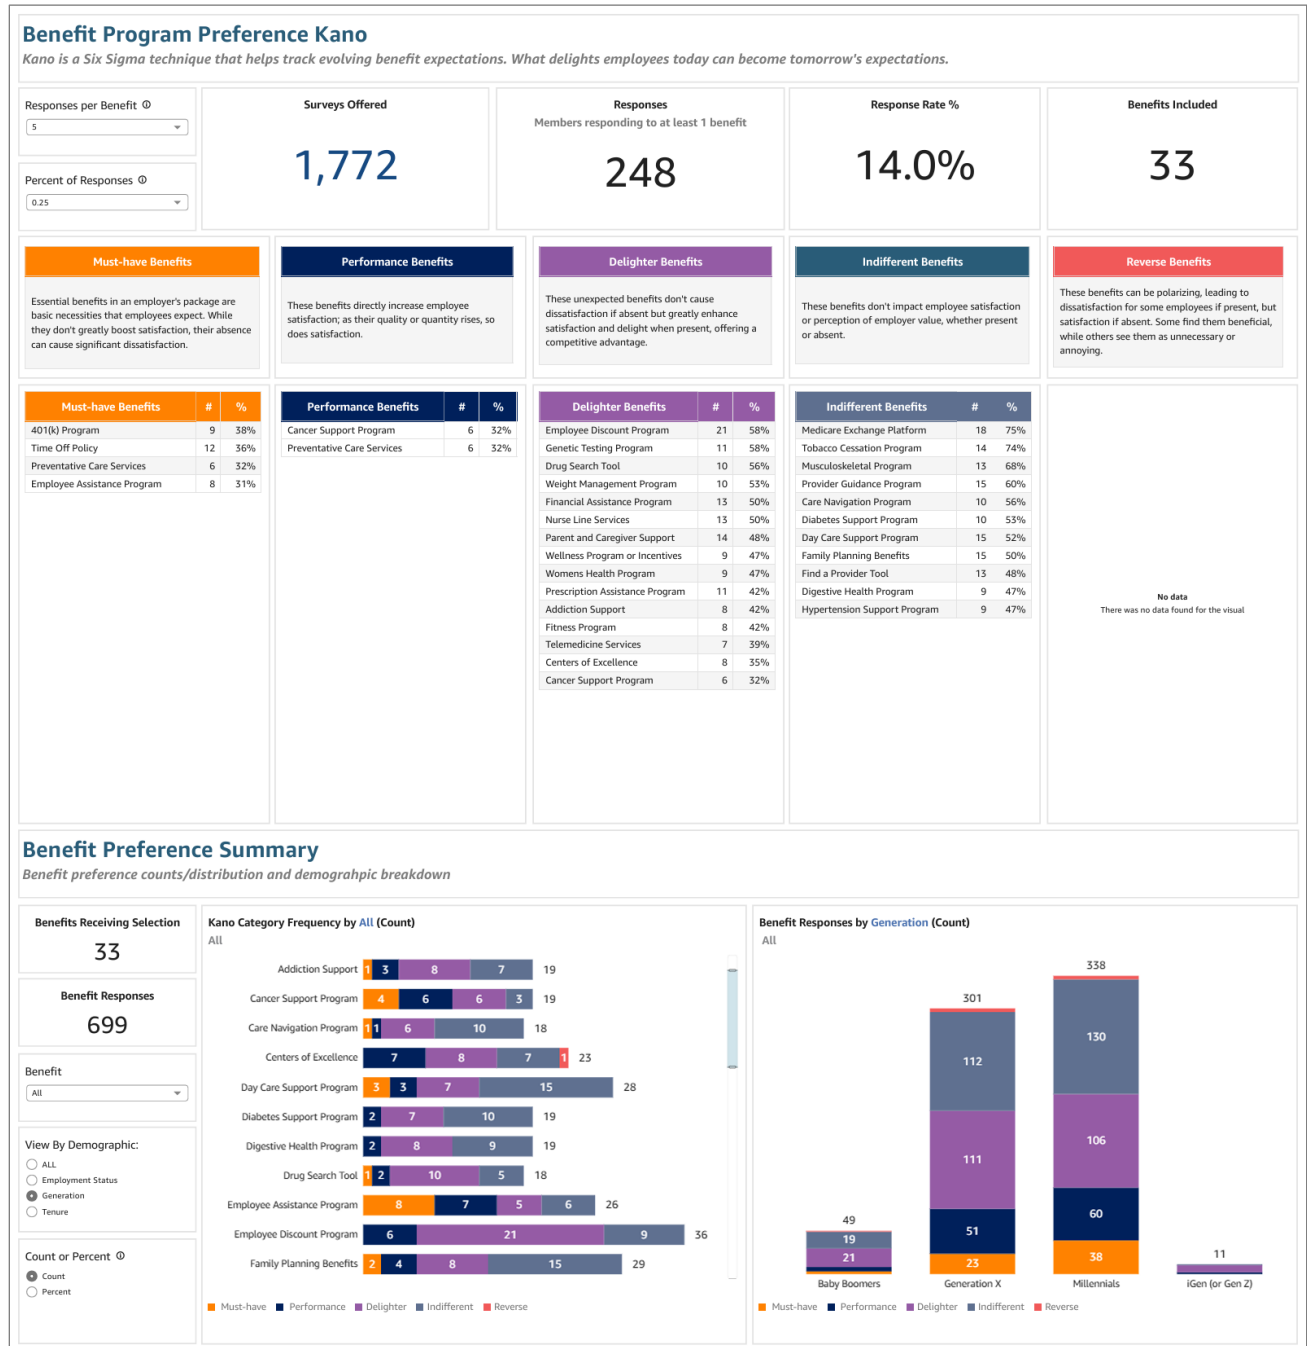 Benefit Program Preference Kano
Kano is a Six Sigma technique that helps track evolving benefit expectations. What delights employees today can become tomorrow's expectations.
Responses per Benefit
5
Percent of Responses
0.25
Surveys Offered
1,772
Responses
Members responding to at least 1 benefit
248
Response Rate %
14.0%
Benefits Included
33
Must-have Benefits
Essential benefits in an employer's package are
basic necessities that employees expect. While
they don't greatly boost satisfaction, their absence
can cause significant dissatisfaction.
Performance Benefits
These benefits directly increase employee
satisfaction; as their quality or quantity rises, so
does satisfaction.
Delighter Benefits
These unexpected benefits don't cause
dissatisfaction if absent but greatly enhance
satisfaction and delight when present, offering a
competitive advantage.
Indifferent Benefits
These benefits don't impact employee satisfaction
or perception of employer value, whether present
or absent.
Reverse Benefits
These benefits can be polarizing, leading to
dissatisfaction for some employees if present, but
satisfaction if absent. Some find them beneficial,
while others see them as unnecessary or
annoying.
Must-have Benefits # %
401(k) Program 9 38%
Time Off Policy 12 36%
Preventative Care Services 6 32%
Employee Assistance Program 8 31%
Performance Benefits # %
Cancer Support Program 6 32%
Preventative Care Services 6 32%
Delighter Benefits # %
Employee Discount Program 21 58%
Genetic Testing Program 11 58%
Drug Search Tool 10 56%
Weight Management Program 10 53%
Financial Assistance Program 13 50%
Nurse Line Services 13 50%
Parent and Caregiver Support 14 48%
Wellness Program or Incentives 9 47%
Womens Health Program 9 47%
Prescription Assistance Program 11 42%
Addiction Support 8 42%
Fitness Program 8 42%
Telemedicine Services 7 39%
Centers of Excellence 8 35%
Cancer Support Program 6 32%
Indifferent Benefits # %
Medicare Exchange Platform 18 75%
Tobacco Cessation Program 14 74%
Musculoskeletal Program 13 68%
Provider Guidance Program 15 60%
Care Navigation Program 10 56%
Diabetes Support Program 10 53%
Day Care Support Program 15 52%
Family Planning Benefits 15 50%
Find a Provider Tool 13 48%
Digestive Health Program 9 47%
Hypertension Support Program 9 47%
No data
There was no data found for the visual
Benefit Preference Summary
Benefit preference counts/distribution and demograhpic breakdown
Benefits Receiving Selection
33
Benefit Responses
699
Benefit
All
View By Demographic:
ALL
Employment Status
Generation
Tenure
Count or Percent
Count
Percent
Kano Category Frequency by All (Count)
All
Addiction Support 1 3 8 7 19
Cancer Support Program 4 6 6 3 19
Care Navigation Program 1 1 6 10 18
Centers of Excellence 7 8 7 1 23
Day Care Support Program 3 3 7 15 28
Diabetes Support Program 2 7 10 19
Digestive Health Program 2 8 9 19
Drug Search Tool 1 2 10 5 18
Employee Assistance Program 8 7 5 6 26
Employee Discount Program 6 21 9 36
Family Planning Benefits 2 4 8 15 29
Must-have Performance Delighter Indifferent Reverse
Benefit Responses by Generation (Count)
All
49
19
21
Baby Boomers
301
112
111
51
23
Generation X
338
130
106
60
38
Millennials
11
iGen (or Gen Z)
Must-have Performance Delighter Indifferent Reverse